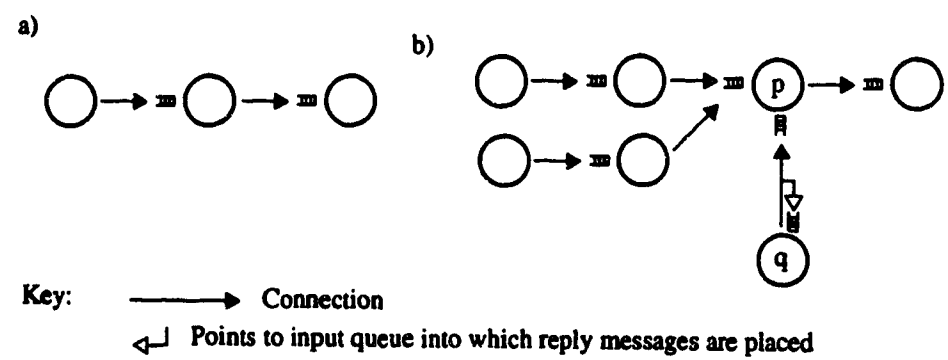 a)
b)
p
q
Key:
Connection
Points to input queue into which reply messages are placed